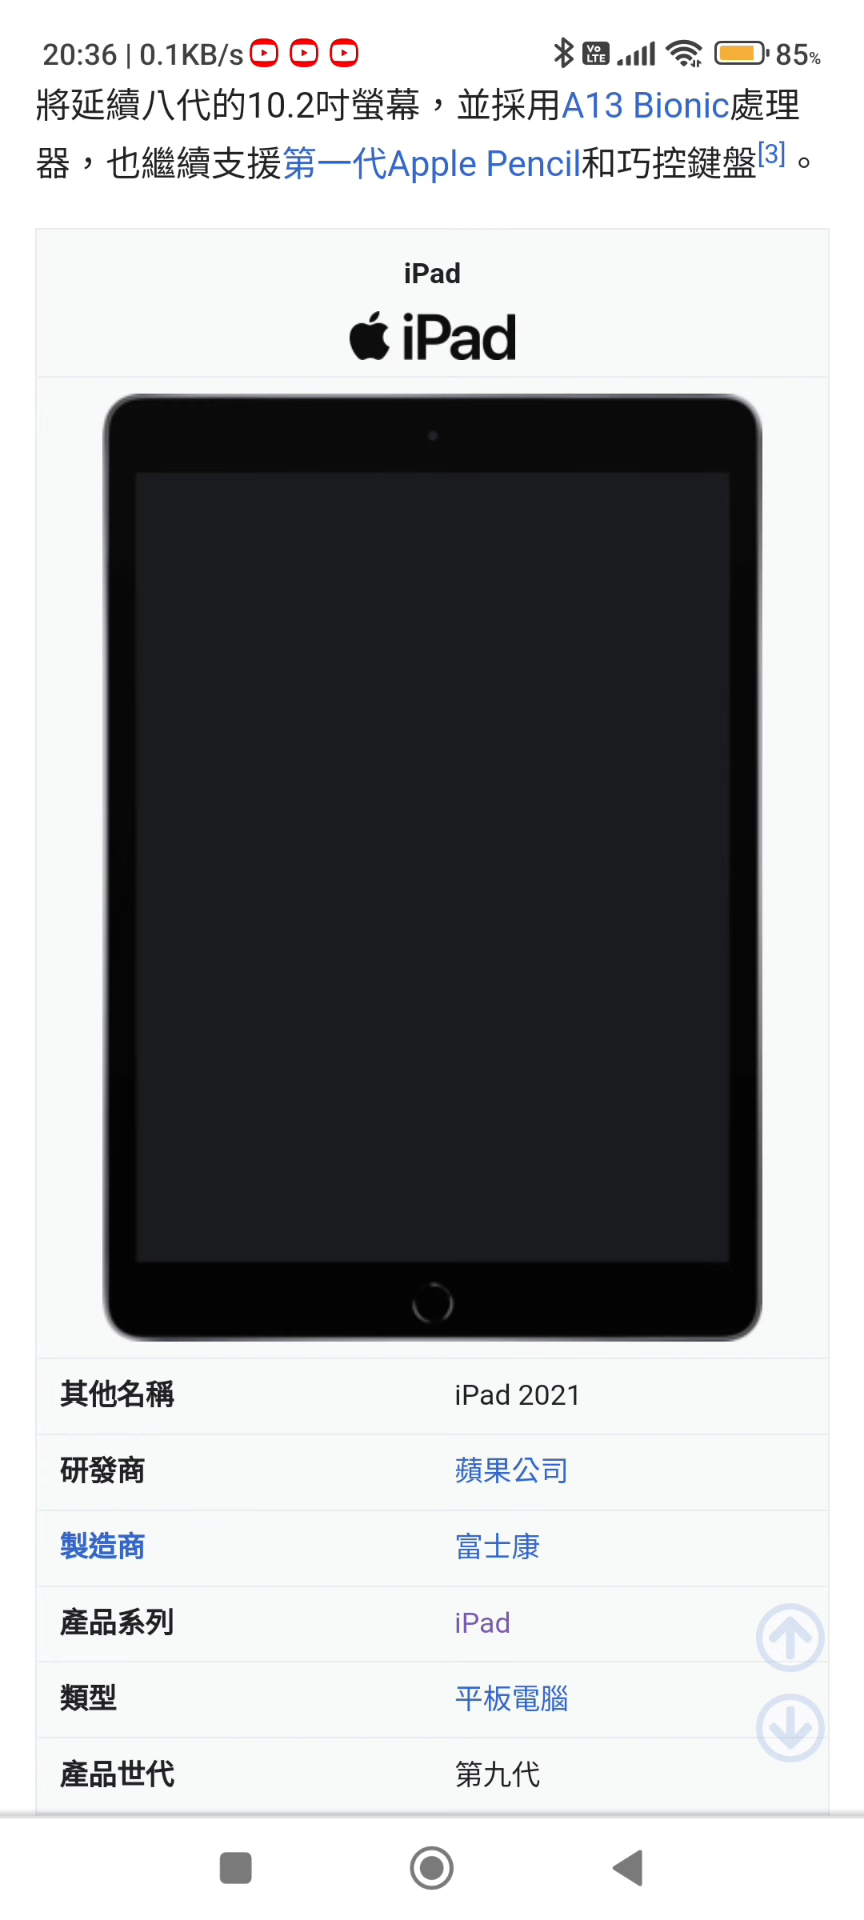 20:36 | 0.1KB/s VoLTE 85%
將延續八代的10.2吋螢幕，並採用A13 Bionic處理
器，也繼續支援第一代Apple Pencil和巧控鍵盤[3]。
iPad
iPad
其他名稱 iPad 2021
研發商 蘋果公司
製造商 富士康
產品系列 iPad
類型 平板電腦
產品世代 第九代